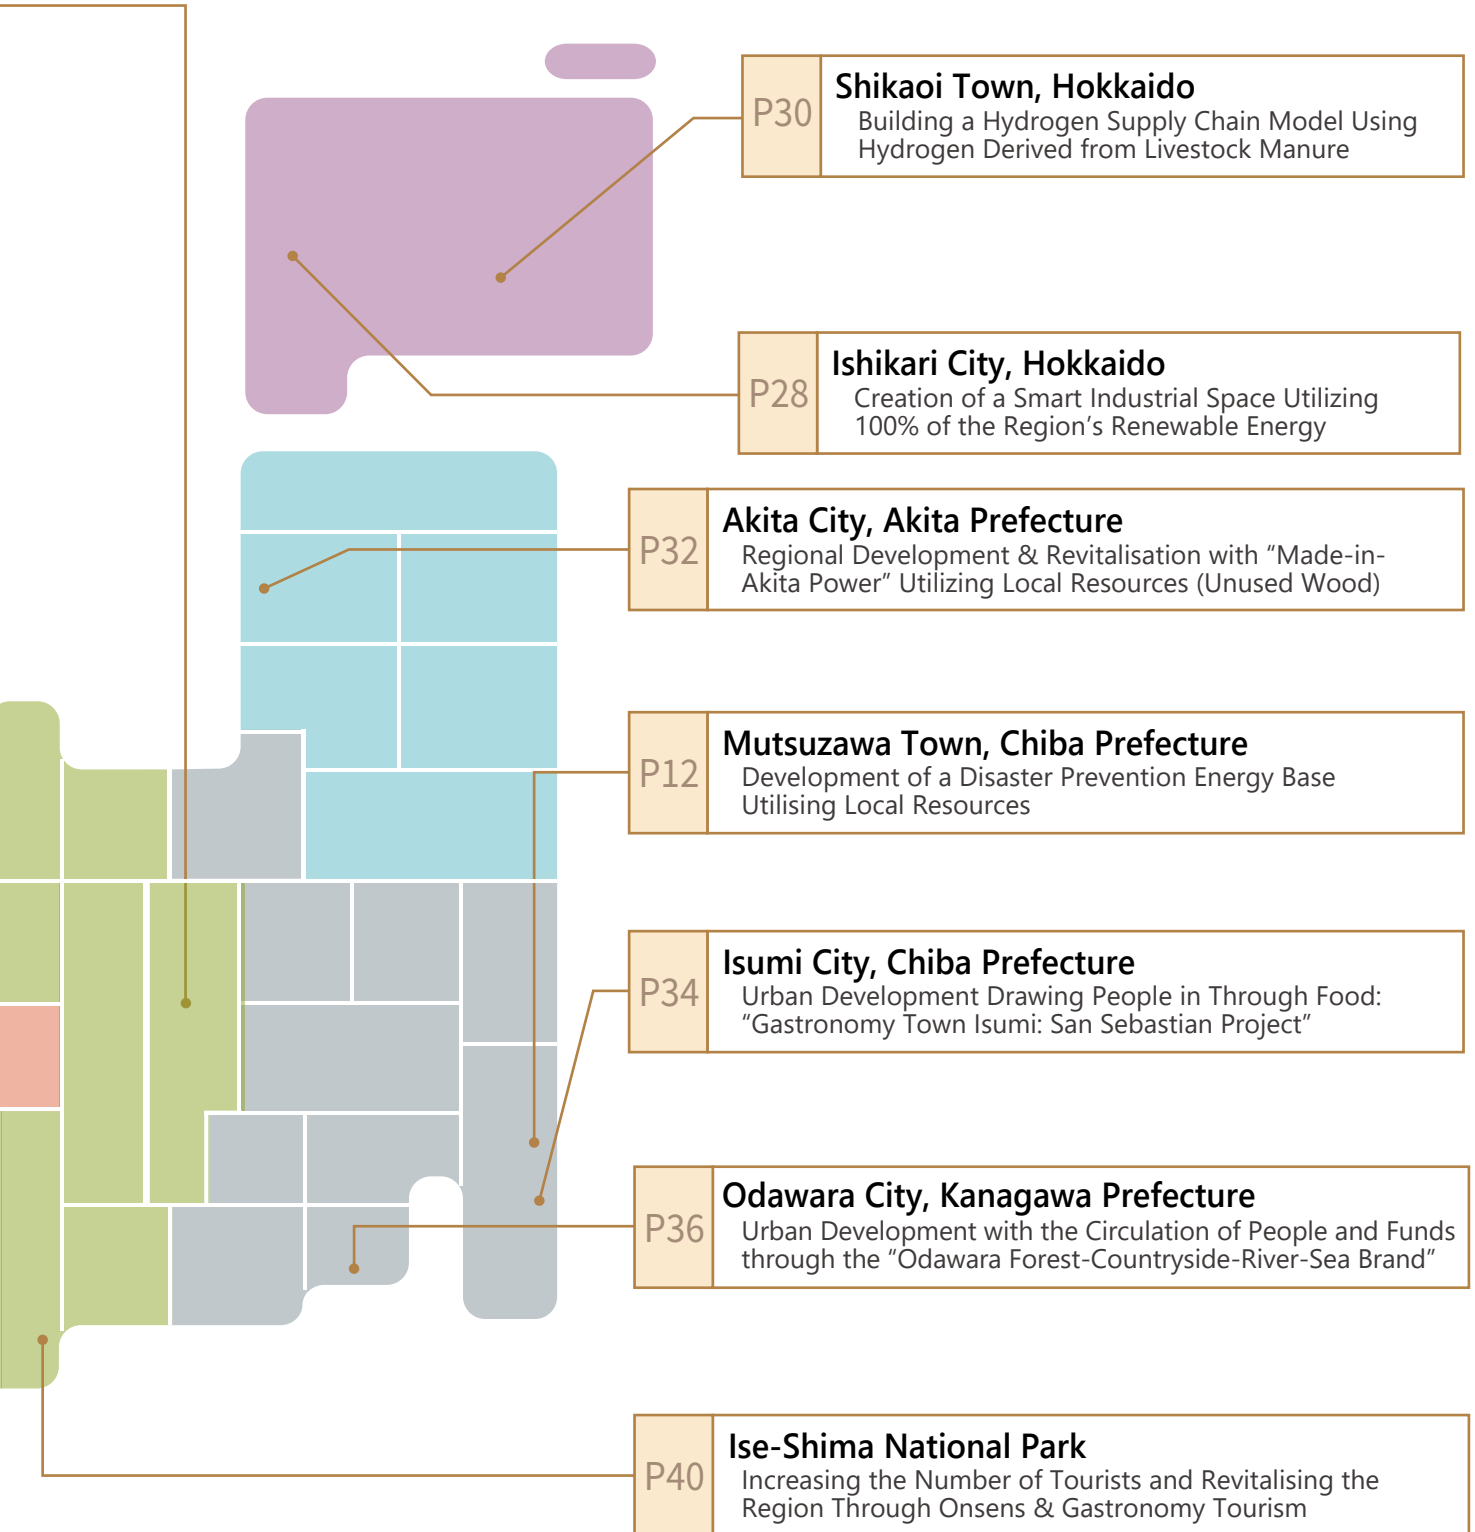 P30
Shikaoi Town, Hokkaido
Building a Hydrogen Supply Chain Model Using
Hydrogen Derived from Livestock Manure
P28
Ishikari City, Hokkaido
Creation of a Smart Industrial Space Utilizing
100% of the Region’s Renewable Energy
P32
Akita City, Akita Prefecture
Regional Development & Revitalisation with “Made-in-
Akita Power” Utilizing Local Resources (Unused Wood)
P12
Mutsuzawa Town, Chiba Prefecture
Development of a Disaster Prevention Energy Base
Utilising Local Resources
P34
Isumi City, Chiba Prefecture
Urban Development Drawing People in Through Food:
“Gastronomy Town Isumi: San Sebastian Project”
P36
Odawara City, Kanagawa Prefecture
Urban Development with the Circulation of People and Funds
through the “Odawara Forest-Countryside-River-Sea Brand”
P40
Ise-Shima National Park
Increasing the Number of Tourists and Revitalising the
Region Through Onsens & Gastronomy Tourism